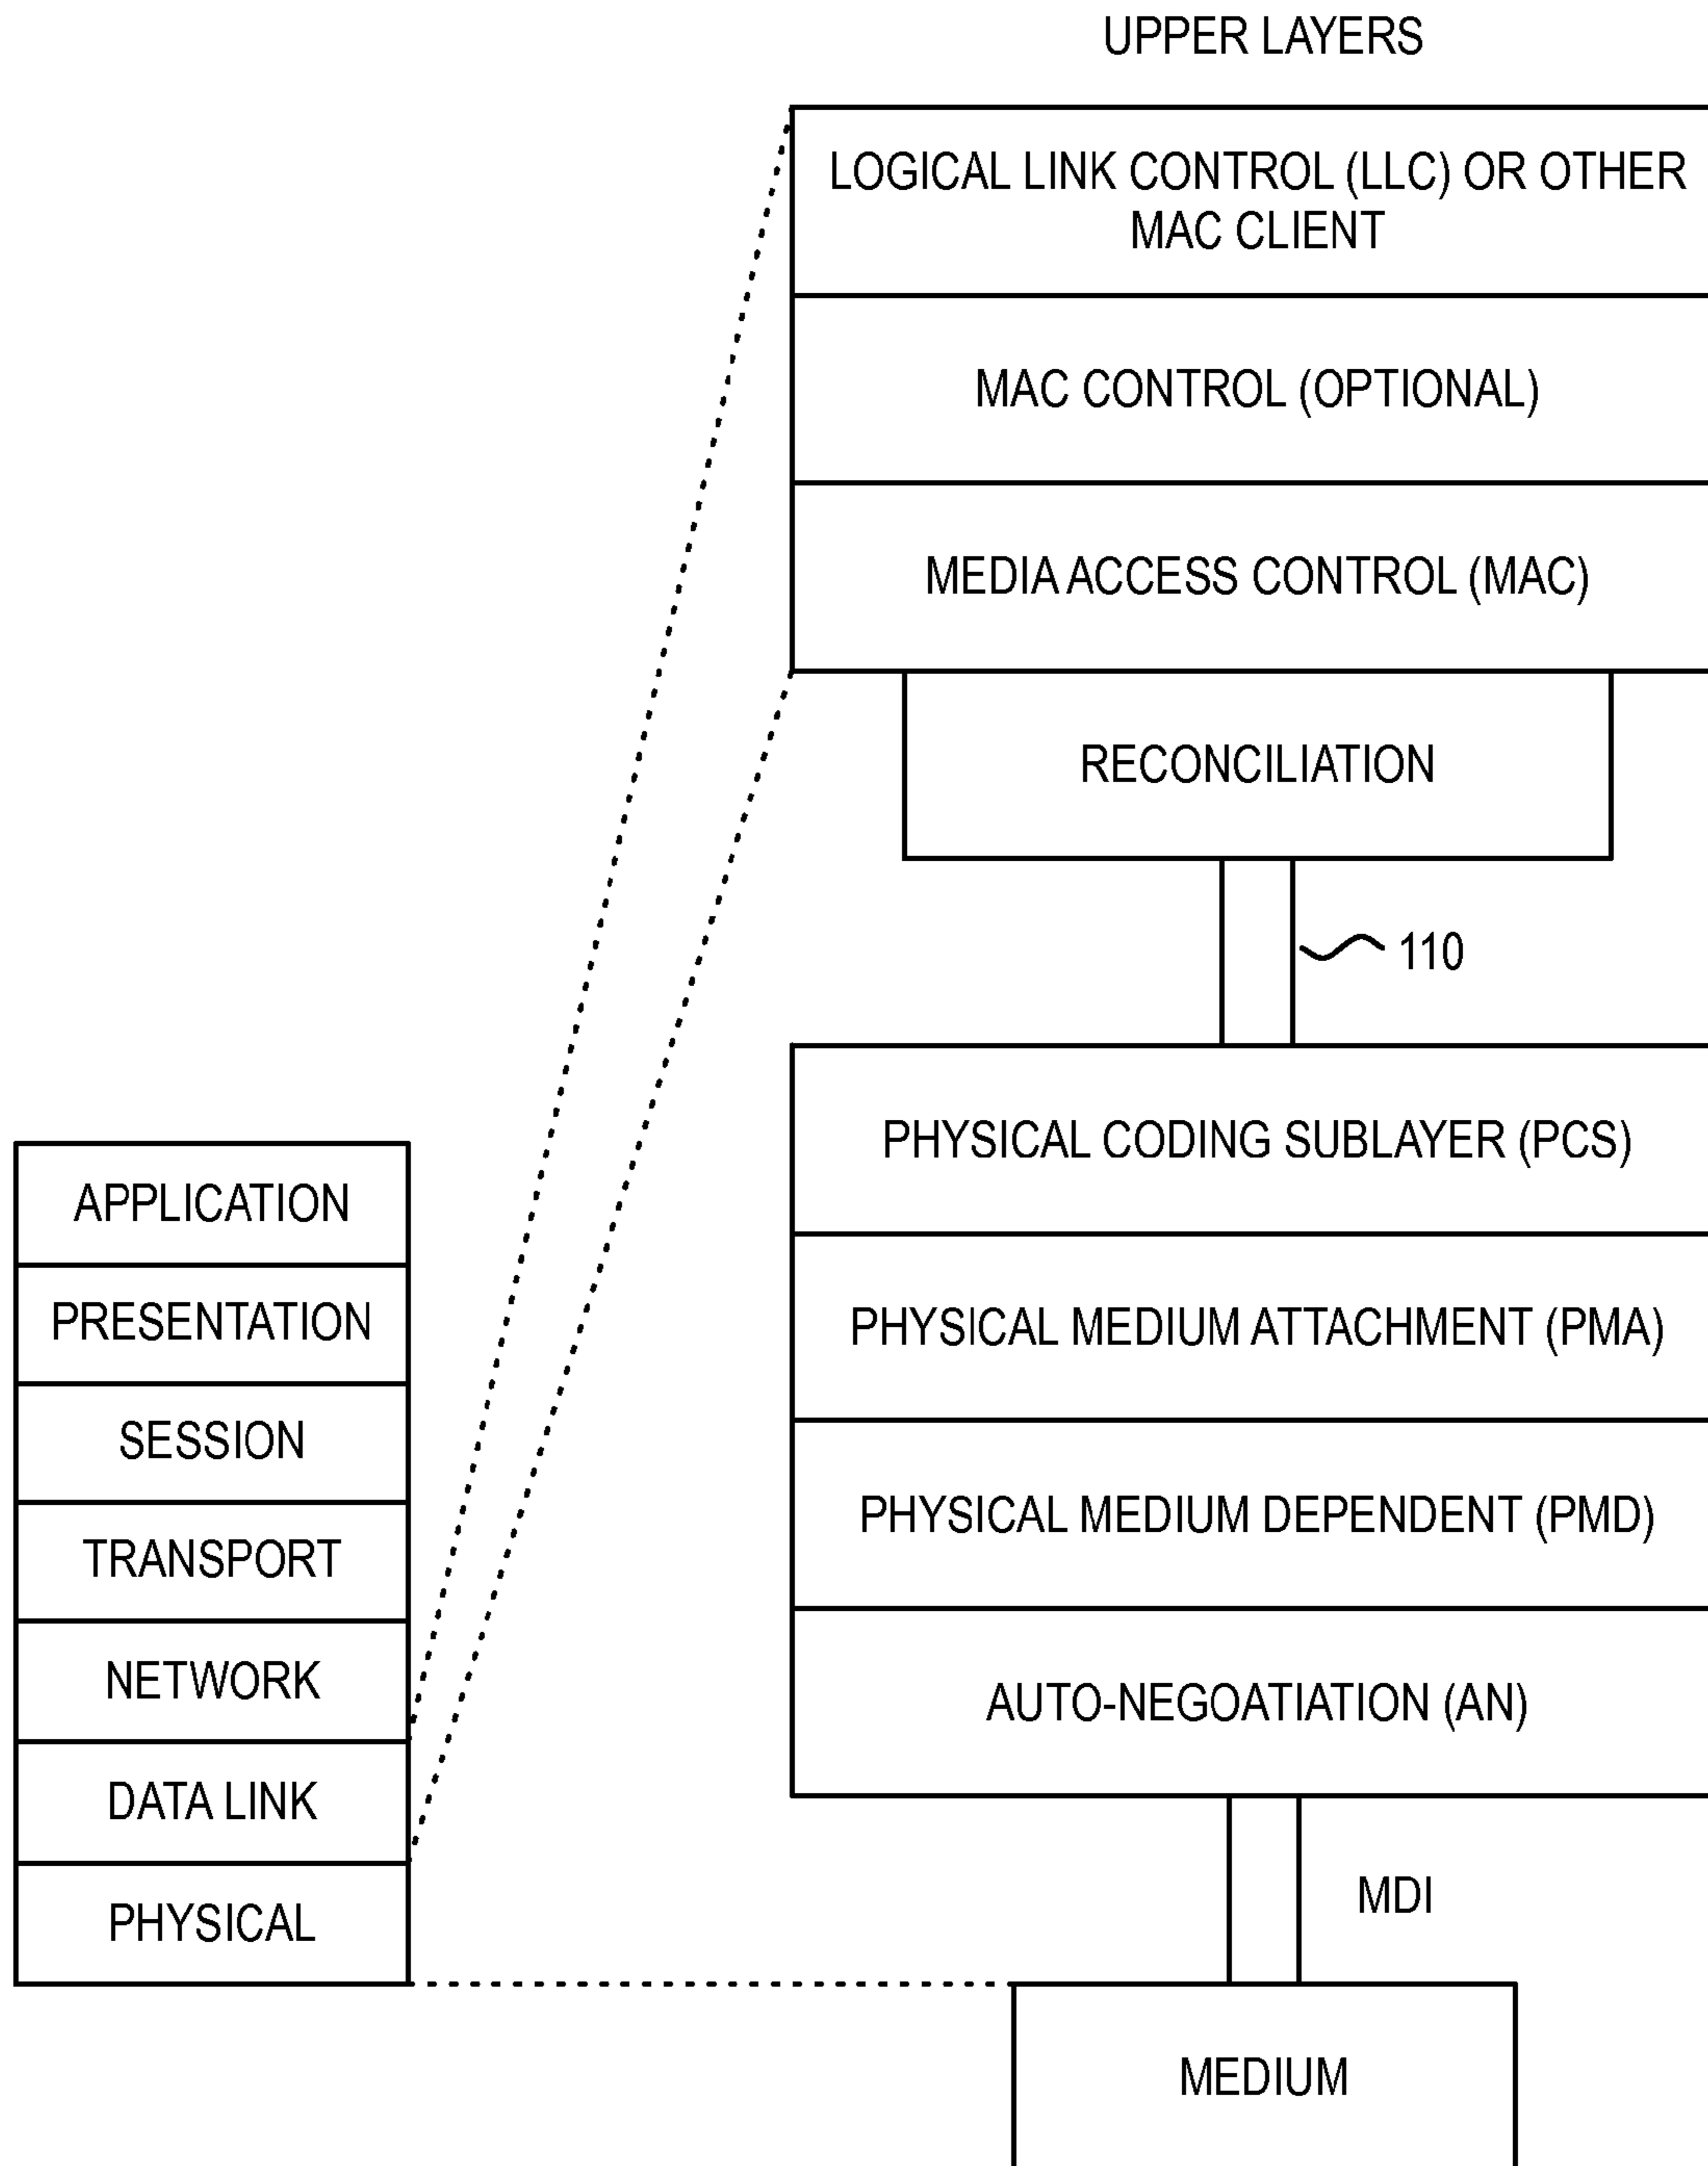 UPPER LAYERS
LOGICAL LINK CONTROL (LLC) OR OTHER
MAC CLIENT
MAC CONTROL (OPTIONAL)
MEDIA ACCESS CONTROL (MAC)
RECONCILIATION
110
PHYSICAL CODING SUBLAYER (PCS)
PHYSICAL MEDIUM ATTACHMENT (PMA)
PHYSICAL MEDIUM DEPENDENT (PMD)
AUTO-NEGOATIATION (AN)
MDI
MEDIUM
APPLICATION
PRESENTATION
SESSION
TRANSPORT
NETWORK
DATA LINK
PHYSICAL